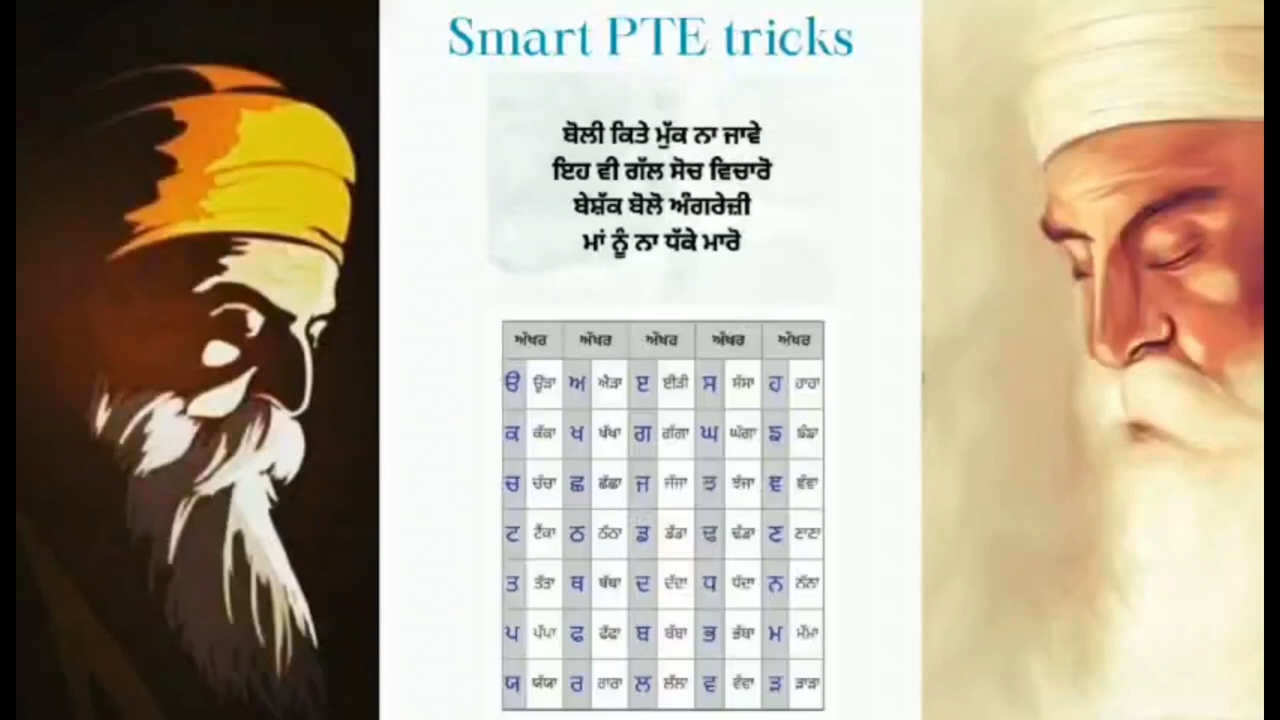 Smart PTE tricks
ਬੋਲੀ ਕਿਤੇ ਮੁੱਕ ਨਾ ਜਾਵੇ
ਇਹ ਵੀ ਗੱਲ ਸੋਚ ਵਿਚਾਰੋ
ਬੇਸ਼ੱਕ ਬੋਲੋ ਅੰਗਰੇਜ਼ੀ
ਮਾਂ ਨੂੰ ਨਾ ਧੱਕੇ ਮਾਰੋ
ਅੱਖਰ ਅੱਖਰ ਅੱਖਰ ਅੱਖਰ ਅੱਖਰ
ੳ ਊੜਾ ਅ ਐੜਾ ੲ ਈੜੀ ਸ ਸੱਸਾ ਹ ਹਾਹਾ
ਕ ਕੱਕਾ ਖ ਖੱਖਾ ਗ ਗੱਗਾ ਘ ਘੱਗਾ ਙ ਙੰਙਾ
ਚ ਚੱਚਾ ਛ ਛੱਛਾ ਜ ਜੱਜਾ ਝ ਝੱਜਾ ਞ ਞੰਞਾ
ਟ ਟੈਂਕਾ ਠ ਠੱਠਾ ਡ ਡੱਡਾ ਢ ਢੱਡਾ ਣ ਣਾਣਾ
ਤ ਤੱਤਾ ਥ ਥੱਥਾ ਦ ਦੱਦਾ ਧ ਧੱਦਾ ਨ ਨੱਨਾ
ਪ ਪੱਪਾ ਫ ਫੱਫਾ ਬ ਬੱਬਾ ਭ ਭੱਬਾ ਮ ਮੱਮਾ
ਯ ਯੱਯਾ ਰ ਰਾਰਾ ਲ ਲੱਲਾ ਵ ਵੱਵਾ ੜ ੜਾੜਾ